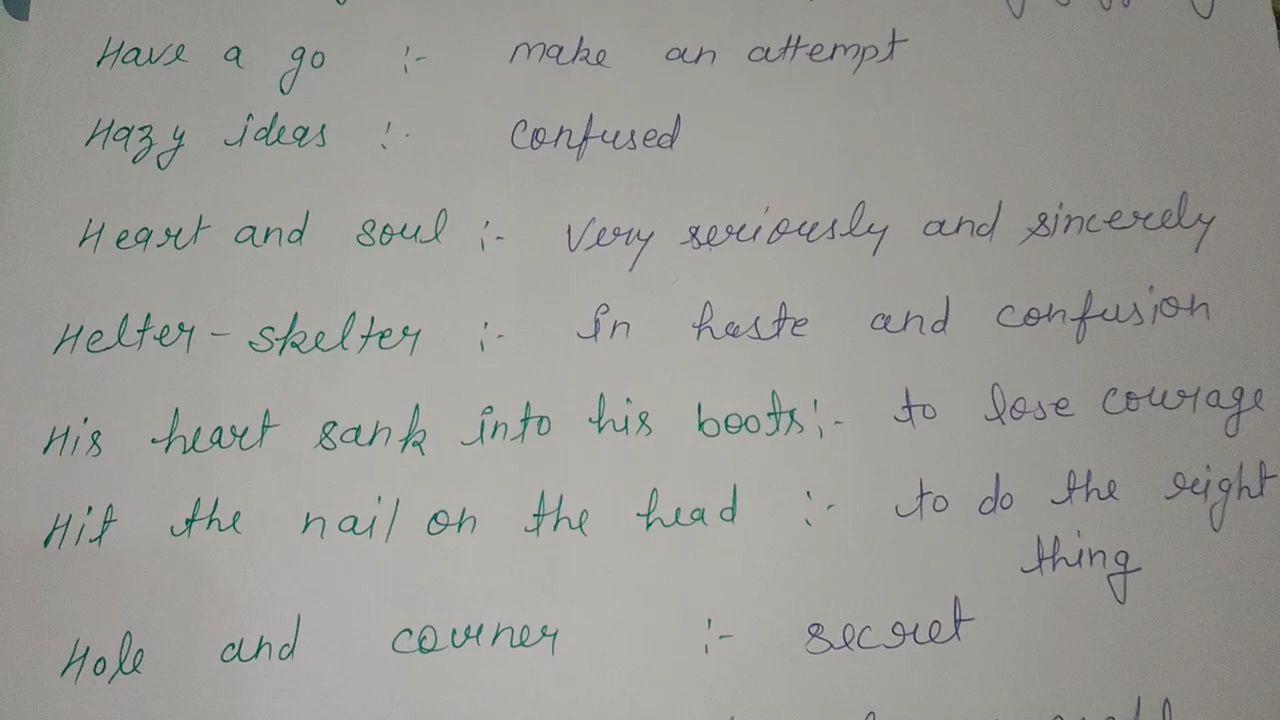 Have a go :- make an attempt
Hazy ideas :- Confused
Heart and soul :- Very seriously and sincerely
Helter-skelter :- In haste and confusion
His heart sank into his boots :- to lose courage
Hit the nail on the head :- to do the right
thing
Hole and corner :- secret